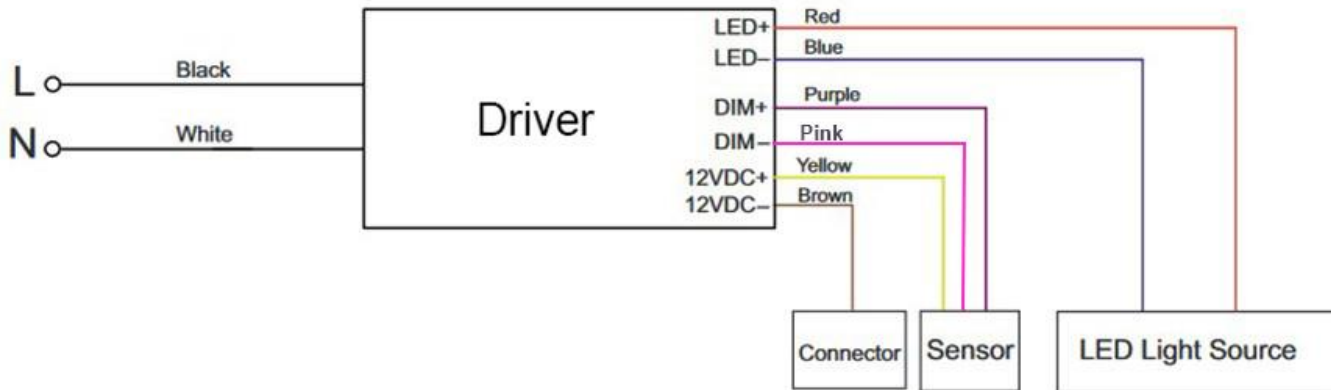 L
Black
N
White
Driver
LED+
Red
LED–
Blue
DIM+
Purple
DIM–
Pink
12VDC+
Yellow
12VDC–
Brown
Connector
Sensor
LED Light Source